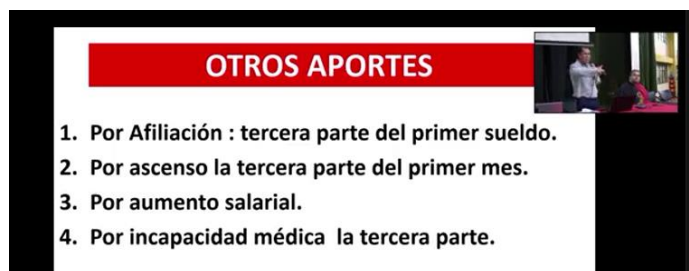 OTROS APORTES
1. Por Afiliación : tercera parte del primer sueldo.
2. Por ascenso la tercera parte del primer mes.
3. Por aumento salarial.
4. Por incapacidad médica la tercera parte.